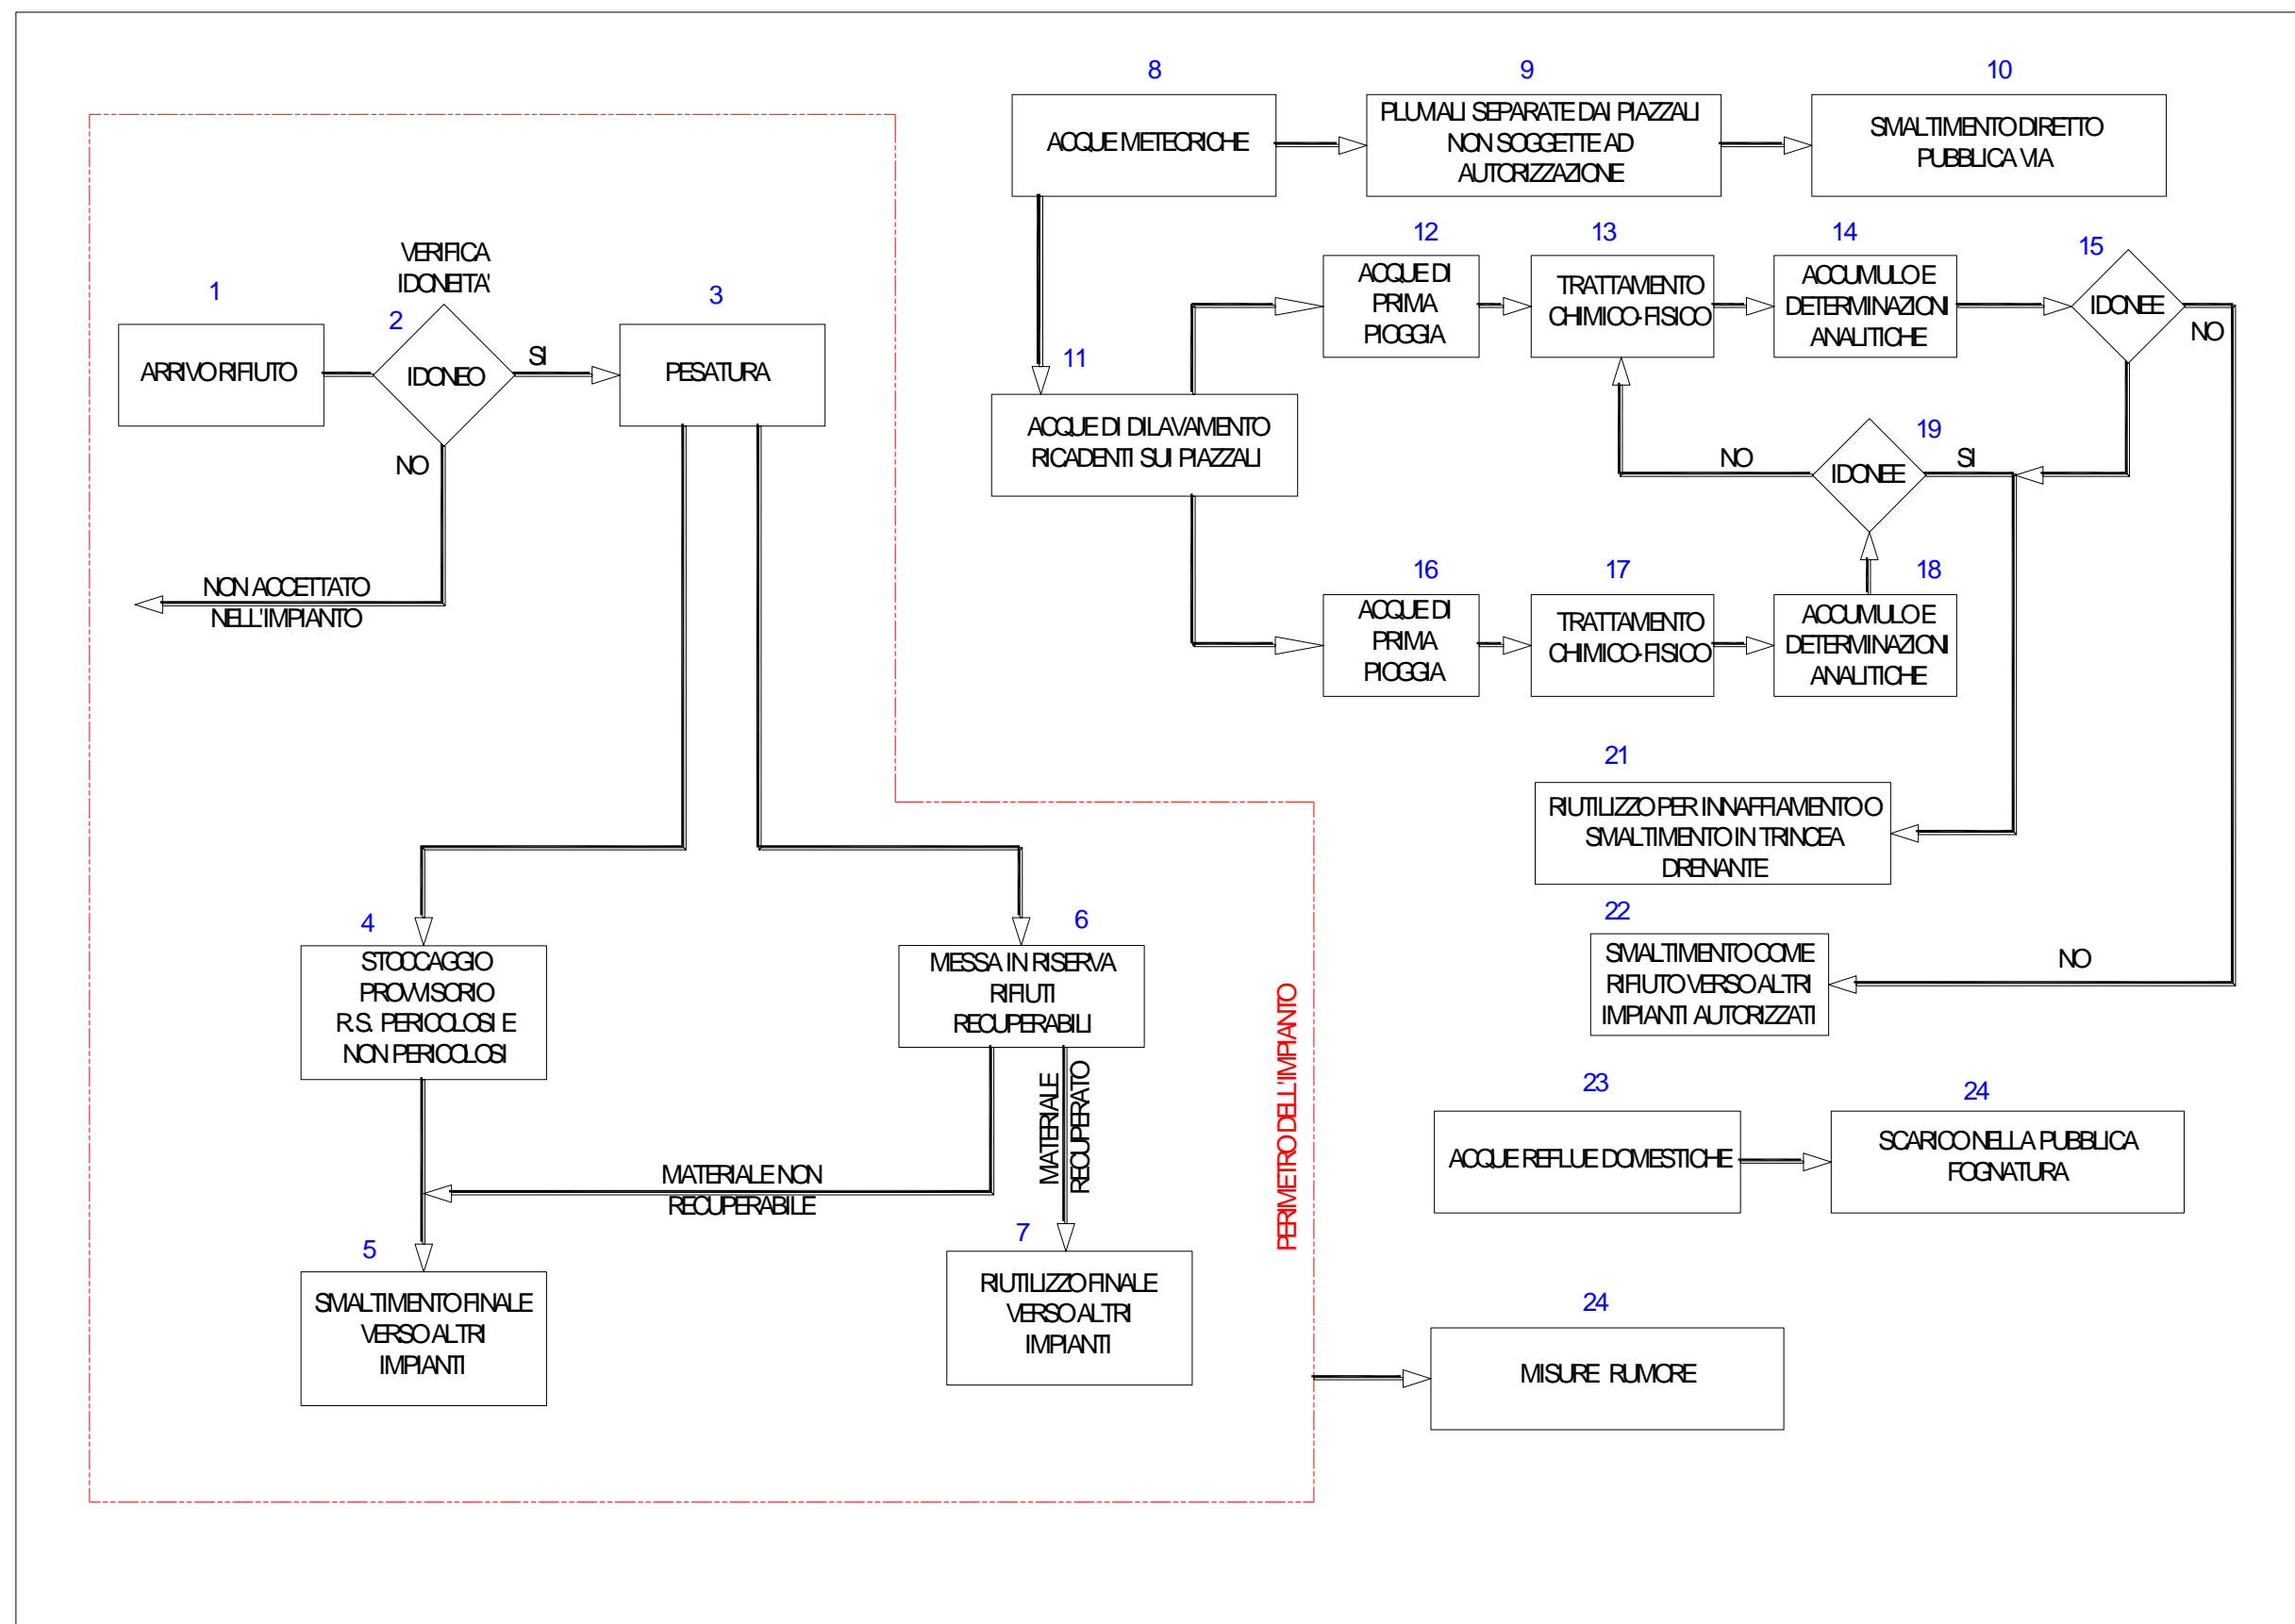 8
ACQUE METEORICHE
9
PLUMALI SEPARATE DAI PIAZZALI
NON SOGGETTE AD
AUTORIZZAZIONE
10
SMALTIMENTO DIRETTO
PUBBLICA VIA
1
ARRIVO RIFIUTO
VERIFICA
IDONEITA'
2
IDONEO
SI
NO
3
PESATURA
NON ACCETTATO
NELL'IMPIANTO
11
ACQUE DI DILAVAMENTO
RICADENTI SUI PIAZZALI
12
ACQUE DI
PRIMA
PIOGGIA
13
TRATTAMENTO
CHIMICO-FISICO
14
ACCUMULO E
DETERMINAZIONI
ANALITICHE
15
IDONEE
NO
19
IDONEE
NO
SI
16
ACQUE DI
PRIMA
PIOGGIA
17
TRATTAMENTO
CHIMICO-FISICO
18
ACCUMULO E
DETERMINAZIONI
ANALITICHE
21
RIUTILIZZO PER INNAFFIAMENTO O
SMALTIMENTO IN TRINCEA
DRENANTE
22
SMALTIMENTO COME
RIFIUTO VERSO ALTRI
IMPIANTI AUTORIZZATI
NO
4
STOCCAGGIO
PROVVISORIO
R.S. PERICOLOSI E
NON PERICOLOSI
6
MESSA IN RISERVA
RIFIUTI
RECUPERABILI
MATERIALE
RECUPERATO
MATERIALE NON
RECUPERABILE
5
SMALTIMENTO FINALE
VERSO ALTRI
IMPIANTI
7
RIUTILIZZO FINALE
VERSO ALTRI
IMPIANTI
PERIMETRO DELL'IMPIANTO
23
ACQUE REFLUE DOMESTICHE
24
SCARICO NELLA PUBBLICA
FOGNATURA
24
MISURE RUMORE